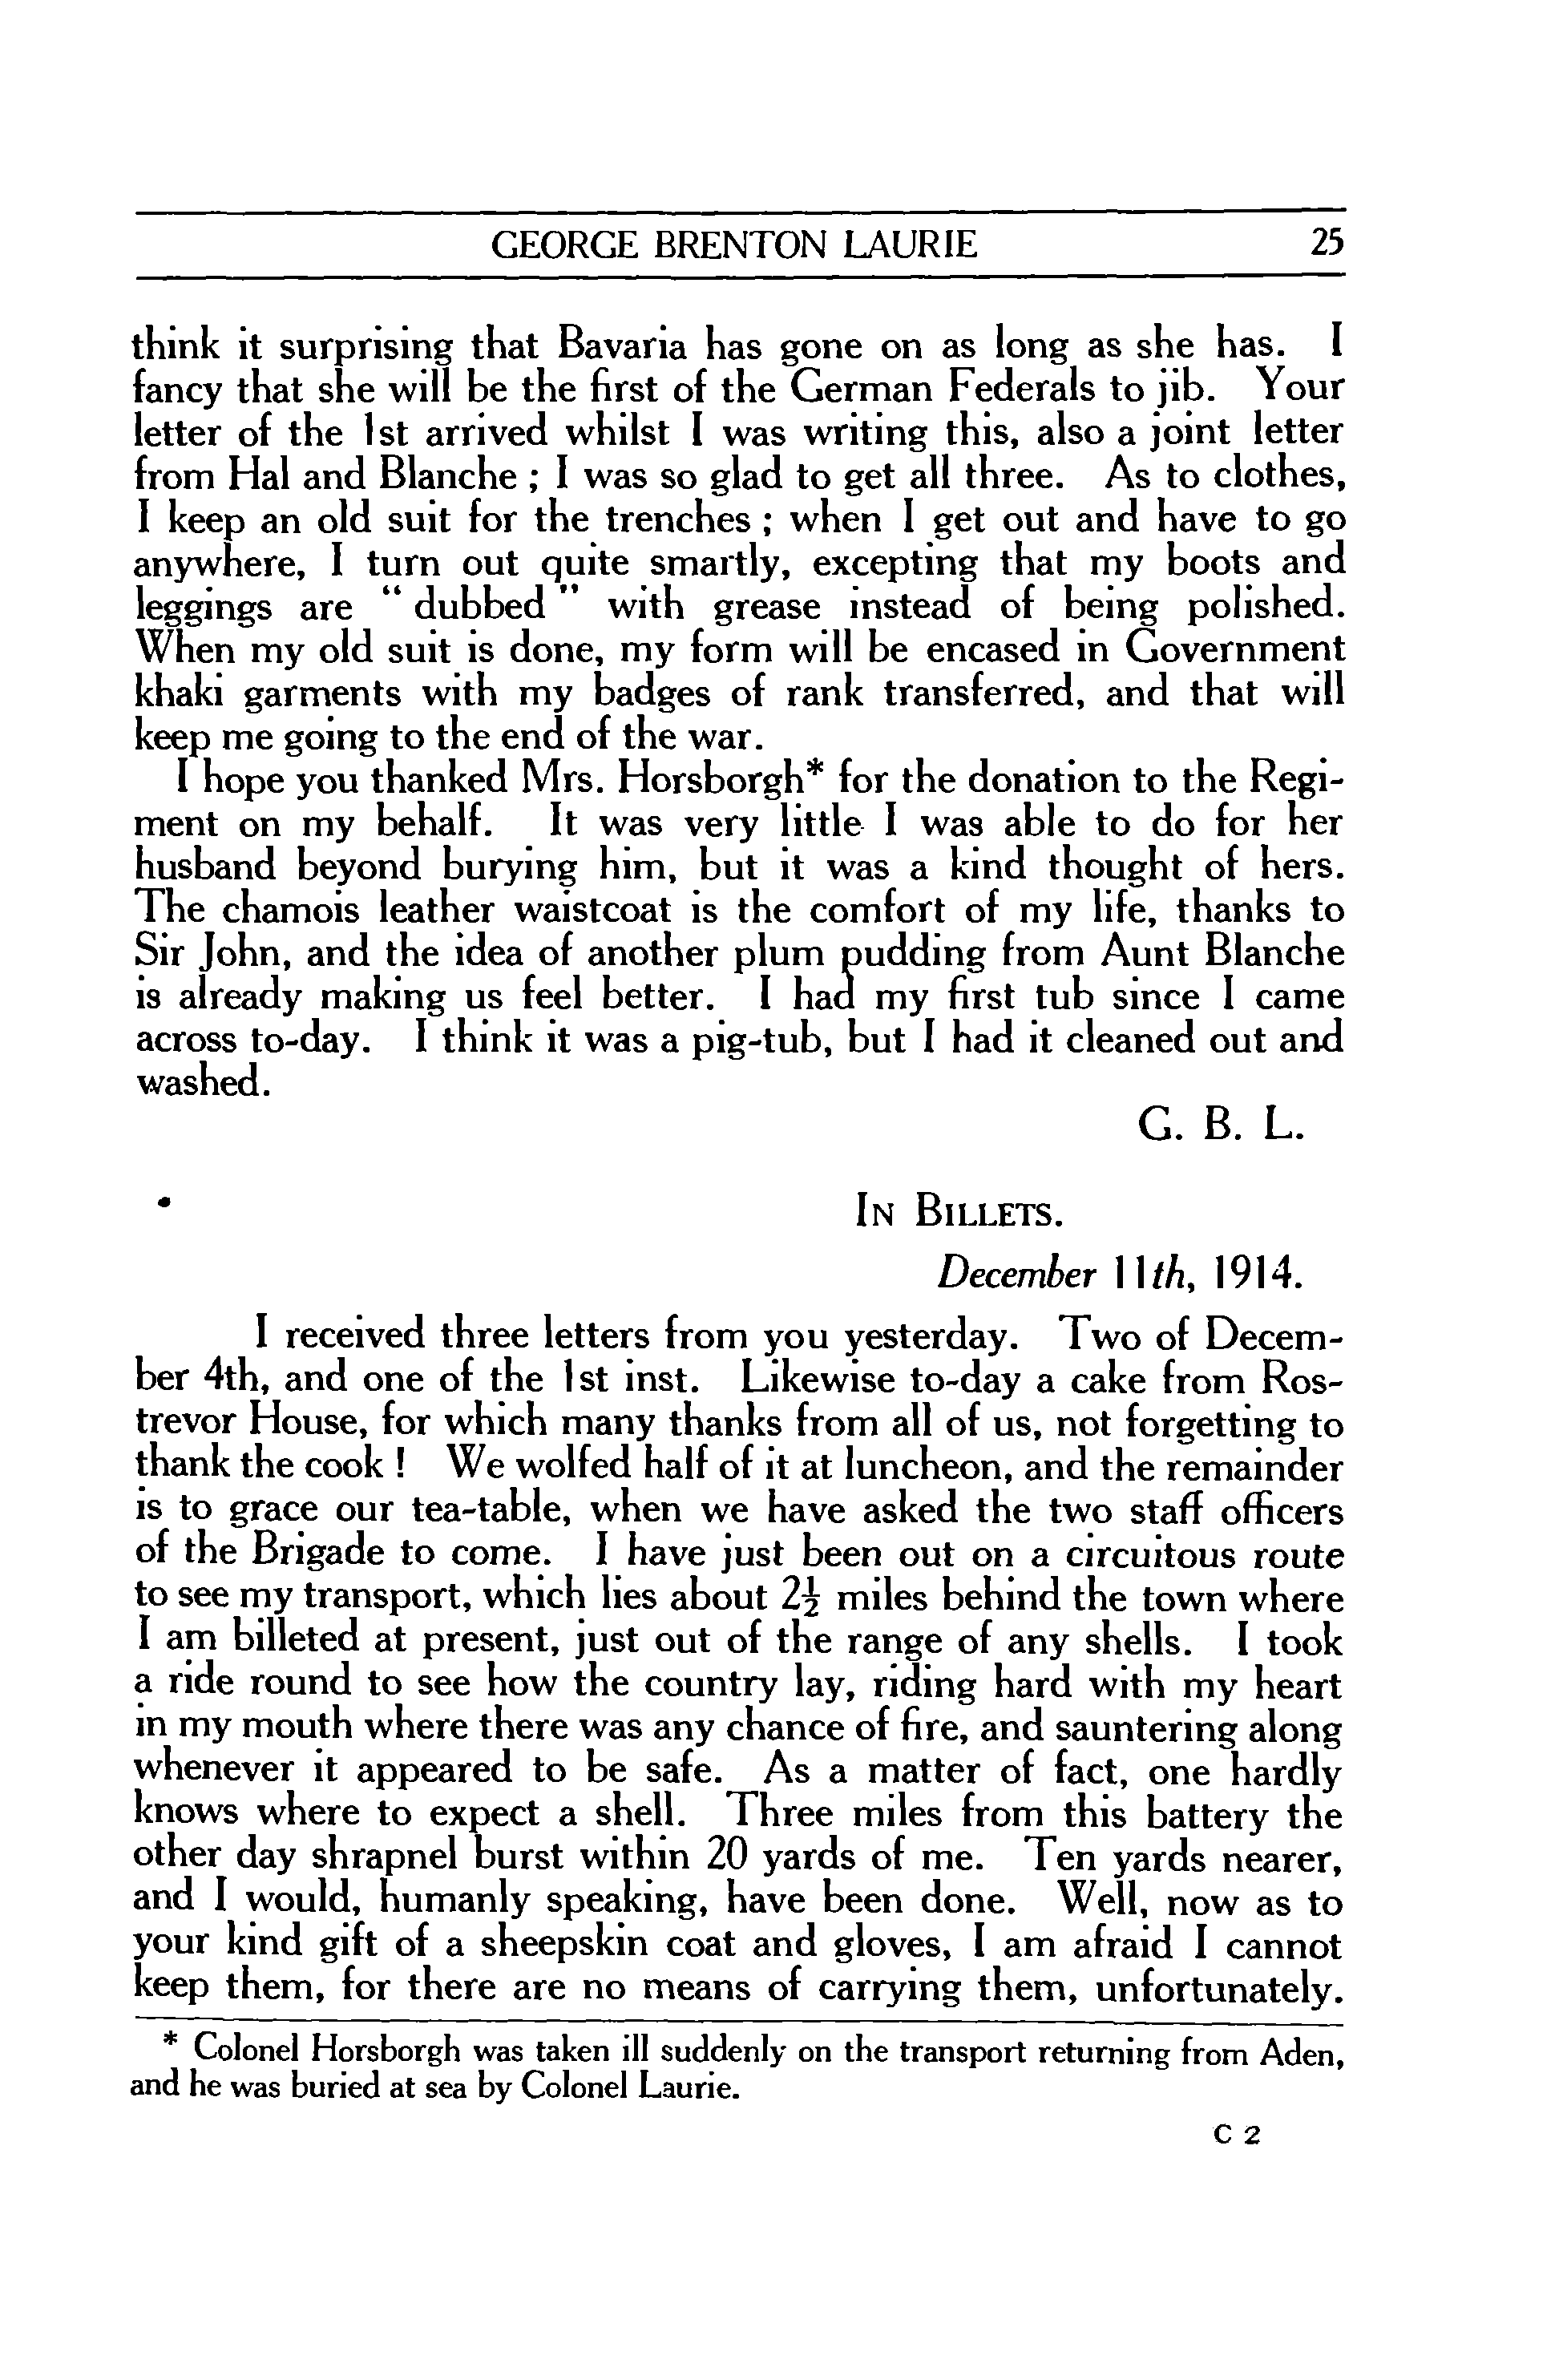 GEORGE BRENTON LAURIE 25
think it surprising that Bavaria has gone on as long as she has. I
fancy that she will be the first of the German Federals to jib. Your
letter of the 1st arrived whilst I was writing this, also a joint letter
from Hal and Blanche ; I was so glad to get all three. As to clothes,
I keep an old suit for the trenches ; when I get out and have to go
anywhere, I turn out quite smartly, excepting that my boots and
leggings are “ dubbed ” with grease instead of being polished.
When my old suit is done, my form will be encased in Government
khaki garments with my badges of rank transferred, and that will
keep me going to the end of the war.
I hope you thanked Mrs. Horsborgh* for the donation to the Regi-
ment on my behalf. It was very little I was able to do for her
husband beyond burying him, but it was a kind thought of hers.
The chamois leather waistcoat is the comfort of my life, thanks to
Sir John, and the idea of another plum pudding from Aunt Blanche
is already making us feel better. I had my first tub since I came
across to-day. I think it was a pig-tub, but I had it cleaned out and
washed.
G. B. L.
IN BILLETS.
December 11th, 1914.
I received three letters from you yesterday. Two of Decem-
ber 4th, and one of the 1st inst. Likewise to-day a cake from Ros-
trevor House, for which many thanks from all of us, not forgetting to
thank the cook ! We wolfed half of it at luncheon, and the remainder
is to grace our tea-table, when we have asked the two staff officers
of the Brigade to come. I have just been out on a circuitous route
to see my transport, which lies about 2½ miles behind the town where
I am billeted at present, just out of the range of any shells. I took
a ride round to see how the country lay, riding hard with my heart
in my mouth where there was any chance of fire, and sauntering along
whenever it appeared to be safe. As a matter of fact, one hardly
knows where to expect a shell. Three miles from this battery the
other day shrapnel burst within 20 yards of me. Ten yards nearer,
and I would, humanly speaking, have been done. Well, now as to
your kind gift of a sheepskin coat and gloves, I am afraid I cannot
keep them, for there are no means of carrying them, unfortunately.
* Colonel Horsborgh was taken ill suddenly on the transport returning from Aden,
and he was buried at sea by Colonel Laurie.
C 2